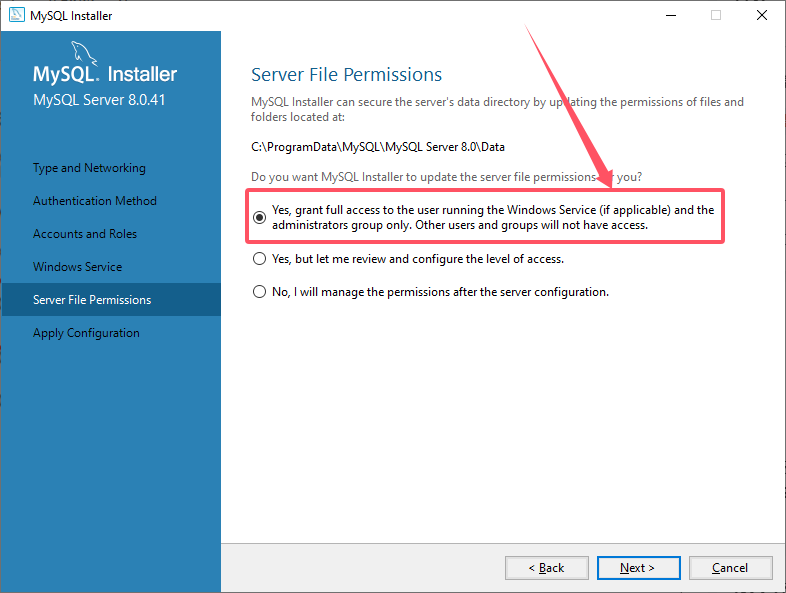 MySQL Installer
MySQL. Installer
MySQL Server 8.0.41
Type and Networking
Authentication Method
Accounts and Roles
Windows Service
Server File Permissions
Apply Configuration
Server File Permissions
MySQL Installer can secure the server's data directory by updating the permissions of files and
folders located at:
C:\ProgramData\MySQL\MySQL Server 8.0\Data
Do you want MySQL Installer to update the server file permissions you?
Yes, grant full access to the user running the Windows Service (if applicable) and the
administrators group only. Other users and groups will not have access.
Yes, but let me review and configure the level of access.
No, I will manage the permissions after the server configuration.
< Back
Next >
Cancel